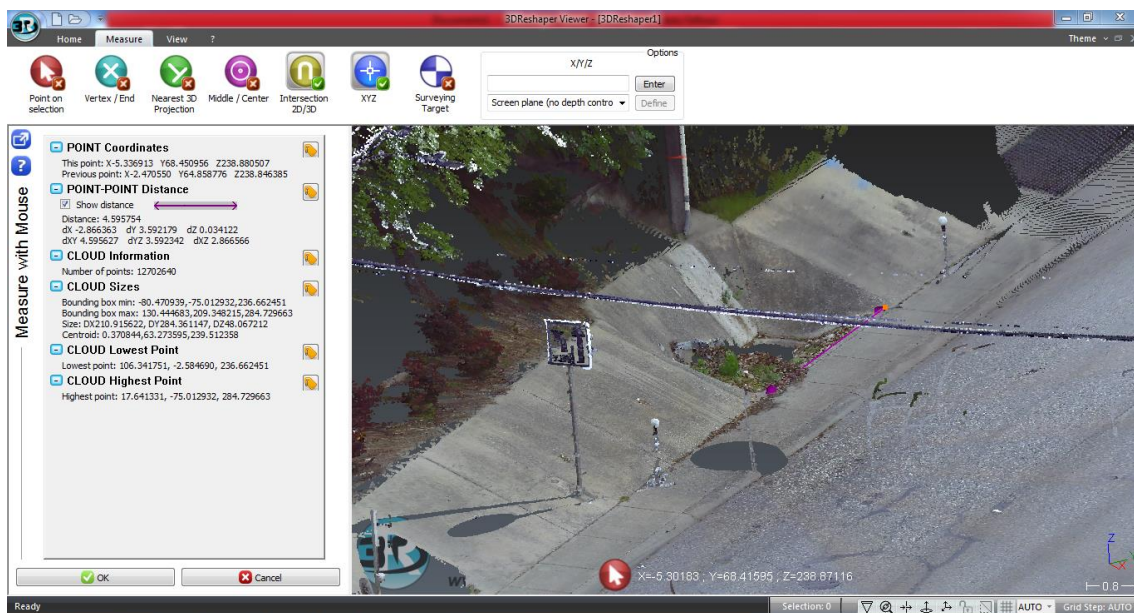 3DReshaper Viewer - [3DReshaper1]
Home Measure View ? Theme
Point on selection
Vertex / End
Nearest 3D Projection
Middle / Center
Intersection 2D/3D
XYZ
Surveying Target
X/Y/Z
Options
Enter
Screen plane (no depth contro
Define
Measure with Mouse
POINT Coordinates
This point: X-5.336913 Y68.450956 Z238.880507
Previous point: X-2.470550 Y64.858776 Z238.846385
POINT-POINT Distance
Show distance
Distance: 4.595754
dX -2.866363 dY 3.592179 dZ 0.034122
dXY 4.595627 dYZ 3.592342 dXZ 2.866566
CLOUD Information
Number of points: 12702640
CLOUD Sizes
Bounding box min: -80.470939,-75.012932,236.662451
Bounding box max: 130.444683,209.348215,284.729663
Size: DX210.915622, DY284.361147, DZ48.067212
Centroid: 0.370844,63.273595,239.512358
CLOUD Lowest Point
Lowest point: 106.341751, -2.584690, 236.662451
CLOUD Highest Point
Highest point: 17.641331, -75.012932, 284.729663
OK
Cancel
3D
X=-5.30183 ; Y=68.41595 ; Z=238.87116
Z
0.8
Ready
Selection: 0
AUTO
Grid Step: AUTO